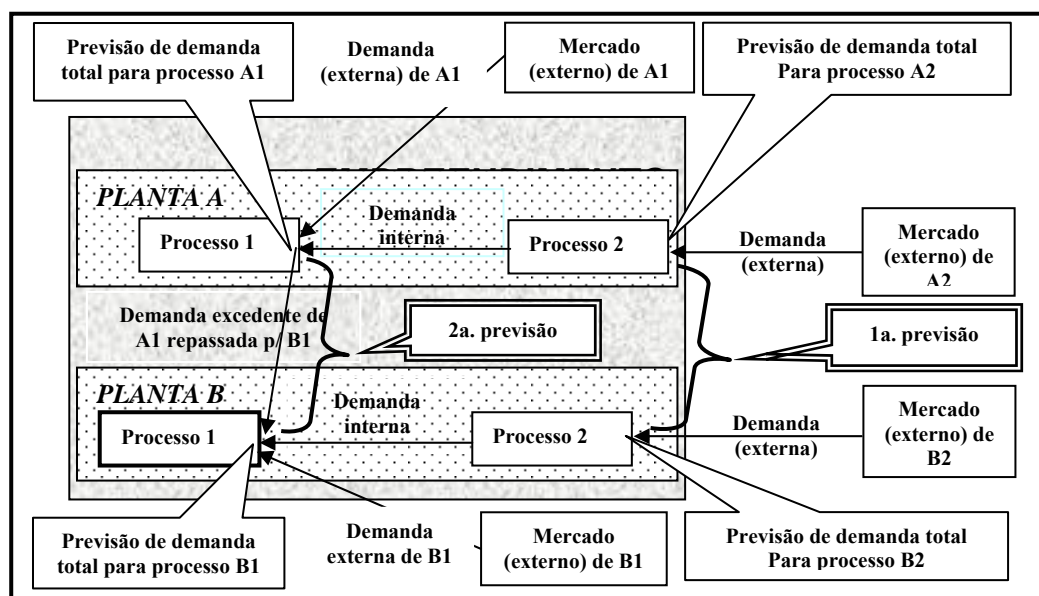 Previsão de demanda
total para processo A1
Demanda
(externa) de A1
Mercado
(externo) de A1
Previsão de demanda total
Para processo A2
PLANTA A
Processo 1
Demanda
interna
Processo 2
Demanda
(externa)
Mercado
(externo) de
A2
Demanda excedente de
A1 repassada p/ B1
2a. previsão
1a. previsão
PLANTA B
Processo 1
Demanda
interna
Processo 2
Demanda
(externa)
Mercado
(externo) de
B2
Previsão de demanda
total para processo B1
Demanda
externa de B1
Mercado
(externo) de B1
Previsão de demanda total
Para processo B2